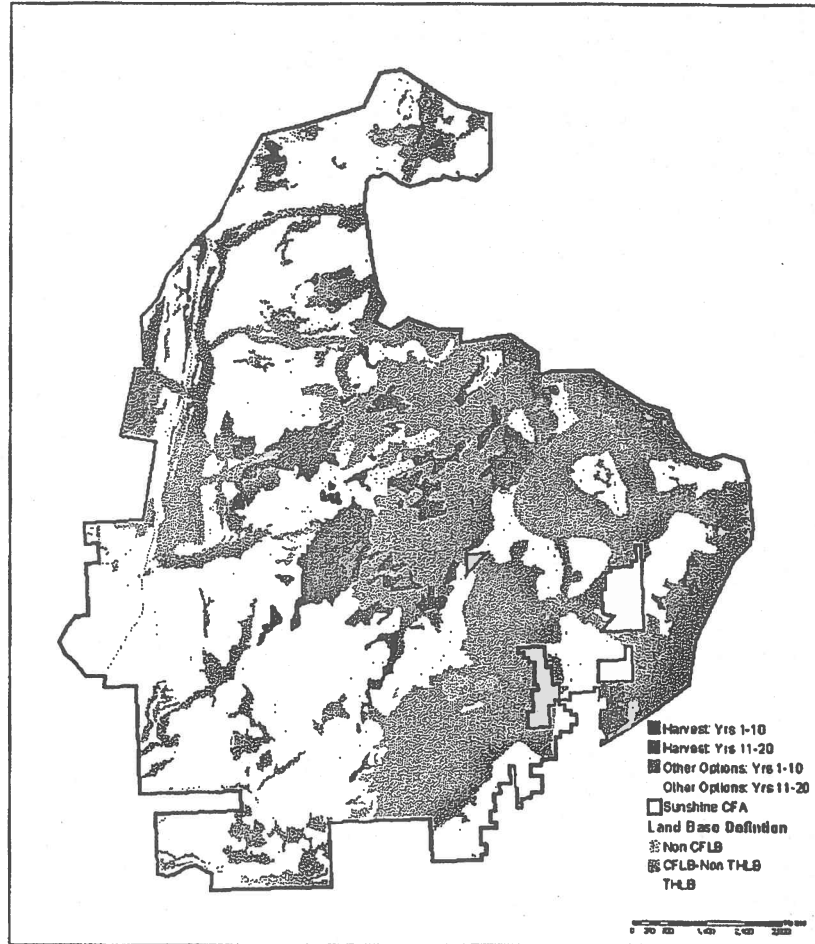 Harvest: Yrs 1-10
Harvest: Yrs 11-20
Other Options: Yrs 1-10
Other Options: Yrs 11-20
Sunshine CFA
Land Base Definition
Non CFLB
CFLB-Non THLB
THLB
0